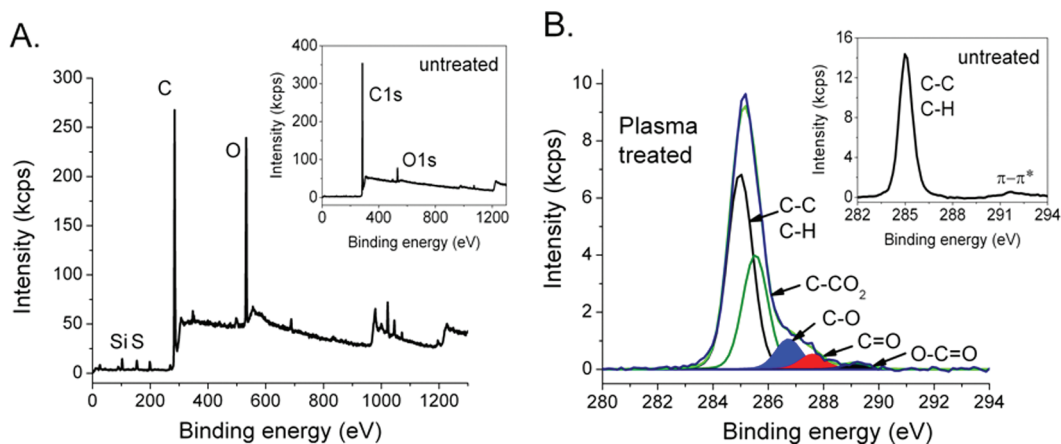 A.
300
250
200
150
100
50
0
Intensity (kcps)
C
O
Si S
0 200 400 600 800 1000 1200
Binding energy (eV)
400
300
200
100
0
Intensity (kcps)
untreated
C1s
O1s
0 400 800 1200
Binding energy (eV)
B.
10
8
6
4
2
0
Intensity (kcps)
Plasma
treated
C-C
C-H
C-CO₂
C-O
C=O
O-C=O
280 282 284 286 288 290 292 294
Binding energy (eV)
16
12
8
4
0
Intensity (kcps)
untreated
C-C
C-H
π–π*
282 285 288 291 294
Binding energy (eV)